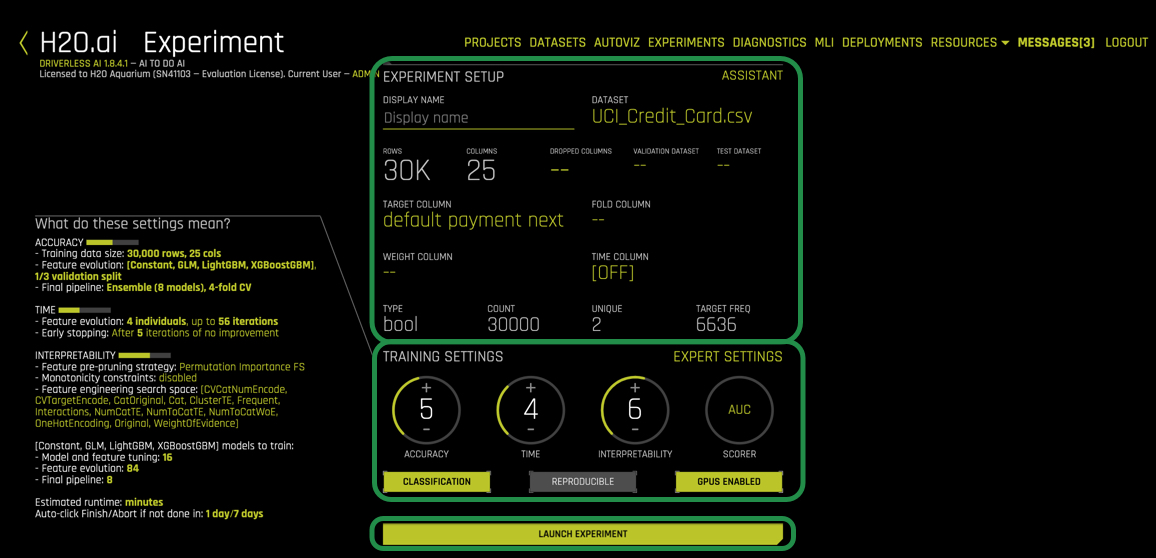 H2O.ai Experiment
PROJECTS DATASETS AUTOVIZ EXPERIMENTS DIAGNOSTICS MLI DEPLOYMENTS RESOURCES MESSAGES[3] LOGOUT
DRIVERLESS AI 1.8.4.1 – AI TO DO AI
Licensed to H2O Aquarium (SN41103 – Evaluation License). Current User – ADMIN
EXPERIMENT SETUP
ASSISTANT
DISPLAY NAME
Display name
DATASET
UCI_Credit_Card.csv
ROWS
30K
COLUMNS
25
DROPPED COLUMNS
--
VALIDATION DATASET
--
TEST DATASET
--
TARGET COLUMN
default payment next
FOLD COLUMN
--
WEIGHT COLUMN
--
TIME COLUMN
[OFF]
TYPE
bool
COUNT
30000
UNIQUE
2
TARGET FREQ
6636
What do these settings mean?
ACCURACY
- Training data size: 30,000 rows, 25 cols
- Feature evolution: [Constant, GLM, LightGBM, XGBoostGBM],
1/3 validation split
- Final pipeline: Ensemble (8 models), 4-fold CV
TIME
- Feature evolution: 4 individuals, up to 56 iterations
- Early stopping: After 5 iterations of no improvement
INTERPRETABILITY
- Feature pre-pruning strategy: Permutation Importance FS
- Monotonicity constraints: disabled
- Feature engineering search space: [CVCatNumEncode,
CVTargetEncode, CatOriginal, Cat, ClusterTE, Frequent,
Interactions, NumCatTE, NumToCatTE, NumToCatWoE,
OneHotEncoding, Original, WeightOfEvidence]
[Constant, GLM, LightGBM, XGBoostGBM] models to train:
- Model and feature tuning: 16
- Feature evolution: 84
- Final pipeline: 8
Estimated runtime: minutes
Auto-click Finish/Abort if not done in: 1 day/7 days
TRAINING SETTINGS
EXPERT SETTINGS
+
5
-
ACCURACY
+
4
-
TIME
+
6
-
INTERPRETABILITY
AUC
SCORER
CLASSIFICATION
REPRODUCIBLE
GPUS ENABLED
LAUNCH EXPERIMENT